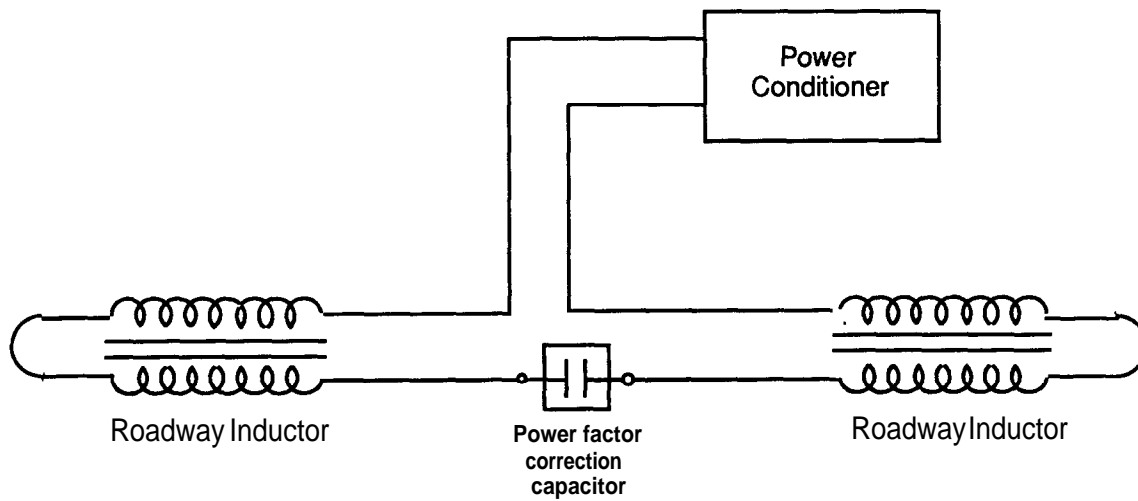 Power
Conditioner
Roadway Inductor
Roadway Inductor
Power factor
correction
capacitor